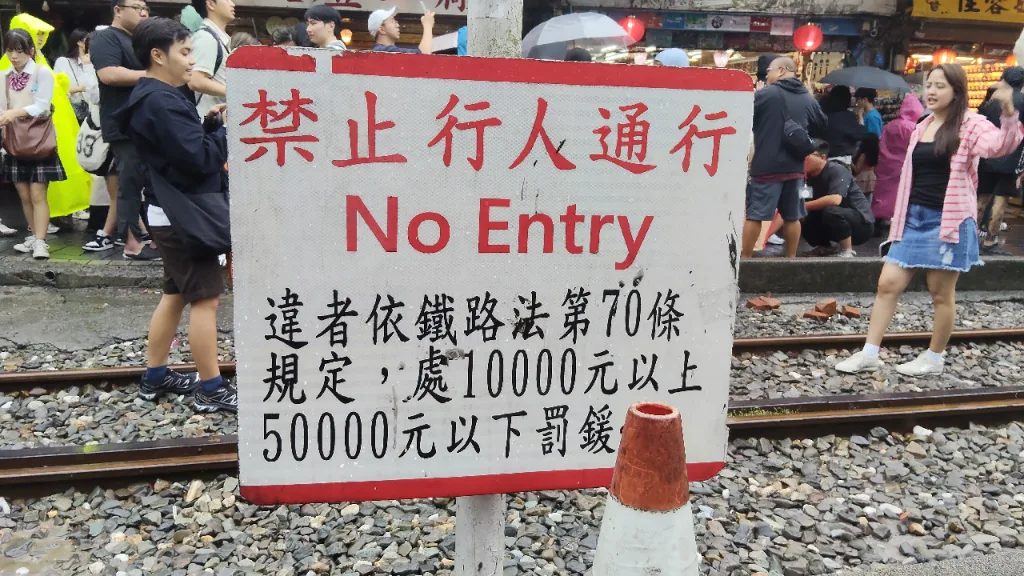 禁止行人通行
No Entry
違者依鐵路法第70條
規定，處10000元以上
50000元以下罰鍰